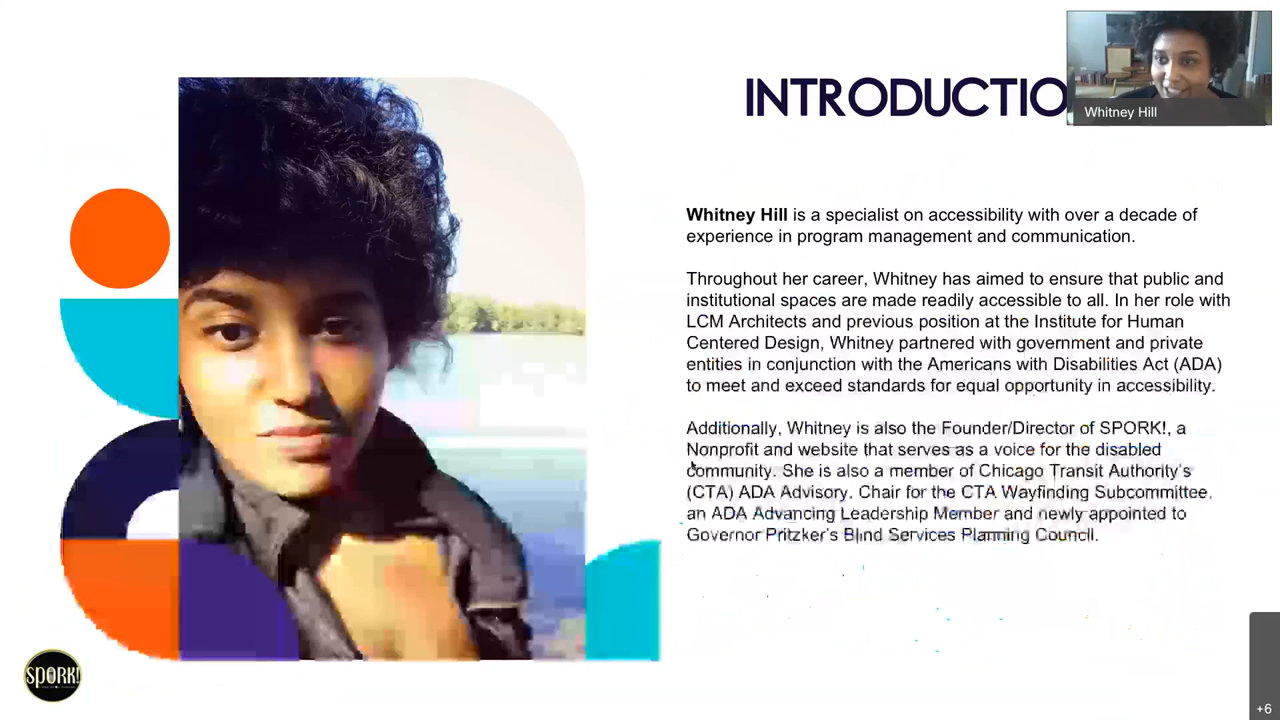 INTRODUCTIO
Whitney Hill
Whitney Hill is a specialist on accessibility with over a decade of
experience in program management and communication.
Throughout her career, Whitney has aimed to ensure that public and
institutional spaces are made readily accessible to all. In her role with
LCM Architects and previous position at the Institute for Human
Centered Design, Whitney partnered with government and private
entities in conjunction with the Americans with Disabilities Act (ADA)
to meet and exceed standards for equal opportunity in accessibility.
Additionally, Whitney is also the Founder/Director of SPORK!, a
Nonprofit and website that serves as a voice for the disabled
community. She is also a member of Chicago Transit Authority's
(CTA) ADA Advisory, Chair for the CTA Wayfinding Subcommittee,
an ADA Advancing Leadership Member and newly appointed to
Governor Pritzker's Blind Services Planning Council.
SPORK!
+6